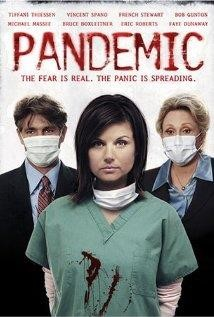 TIFFANI THIESSEN VINCENT SPANO FRENCH STEWART BOB GUNTON
MICHAEL MASSEE BRUCE BOXLEITNER ERIC ROBERTS FAYE DUNAWAY
PANDEMIC
THE FEAR IS REAL. THE PANIC IS SPREADING.